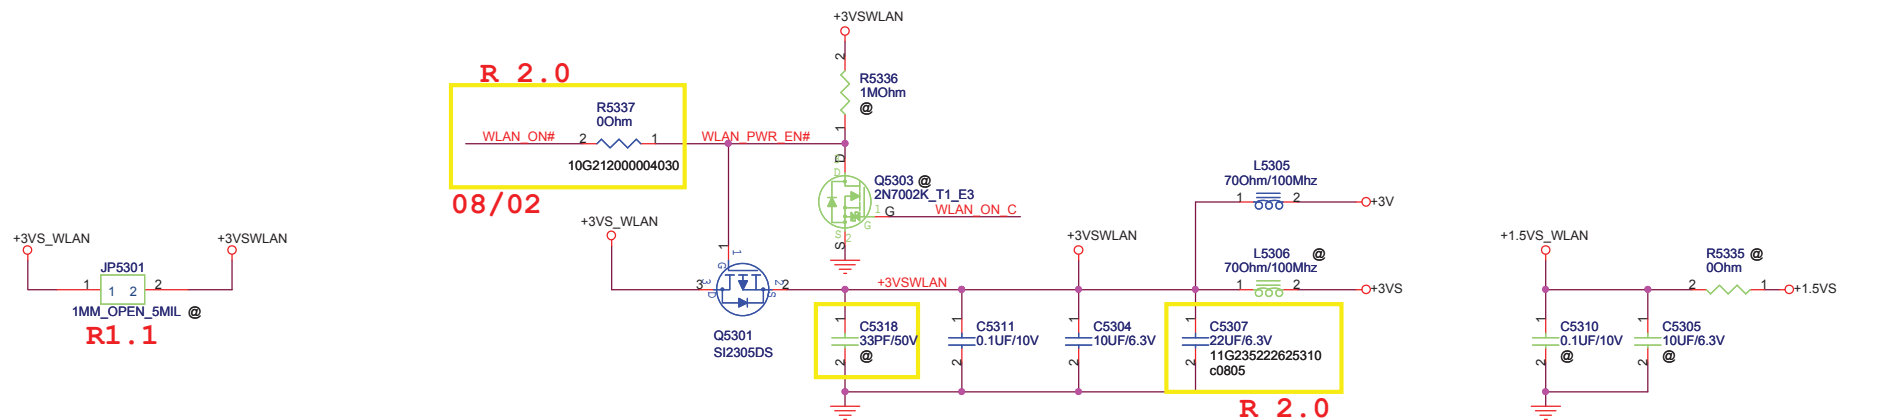 +3VS_WLAN
+3VSWLAN
JP5301
1
1 2
2
1MM_OPEN_5MIL @
R1.1
R 2.0
R5337
0Ohm
WLAN_ON#
2
1
WLAN_PWR_EN#
10G212000004030
08/02
+3VSWLAN
2
R5336
1MOhm
@
1
D
D
Q5303 @
2N7002K_T1_E3
1
G
WLAN_ON_C
G
S
2
S
+3VS_WLAN
1
1
G
3
3
D
2
2
S
Q5301
SI2305DS
+3VSWLAN
+3VSWLAN
L5305
70Ohm/100Mhz
1
2
+3V
L5306 @
70Ohm/100Mhz
1
2
+3VS
1
C5318
33PF/50V
@
2
1
C5311
0.1UF/10V
2
1
C5304
10UF/6.3V
2
1
C5307
22UF/6.3V
11G235222625310
c0805
2
R 2.0
+1.5VS_WLAN
R5335 @
0Ohm
2
1
+1.5VS
1
C5310
0.1UF/10V
@
2
1
C5305
10UF/6.3V
@
2